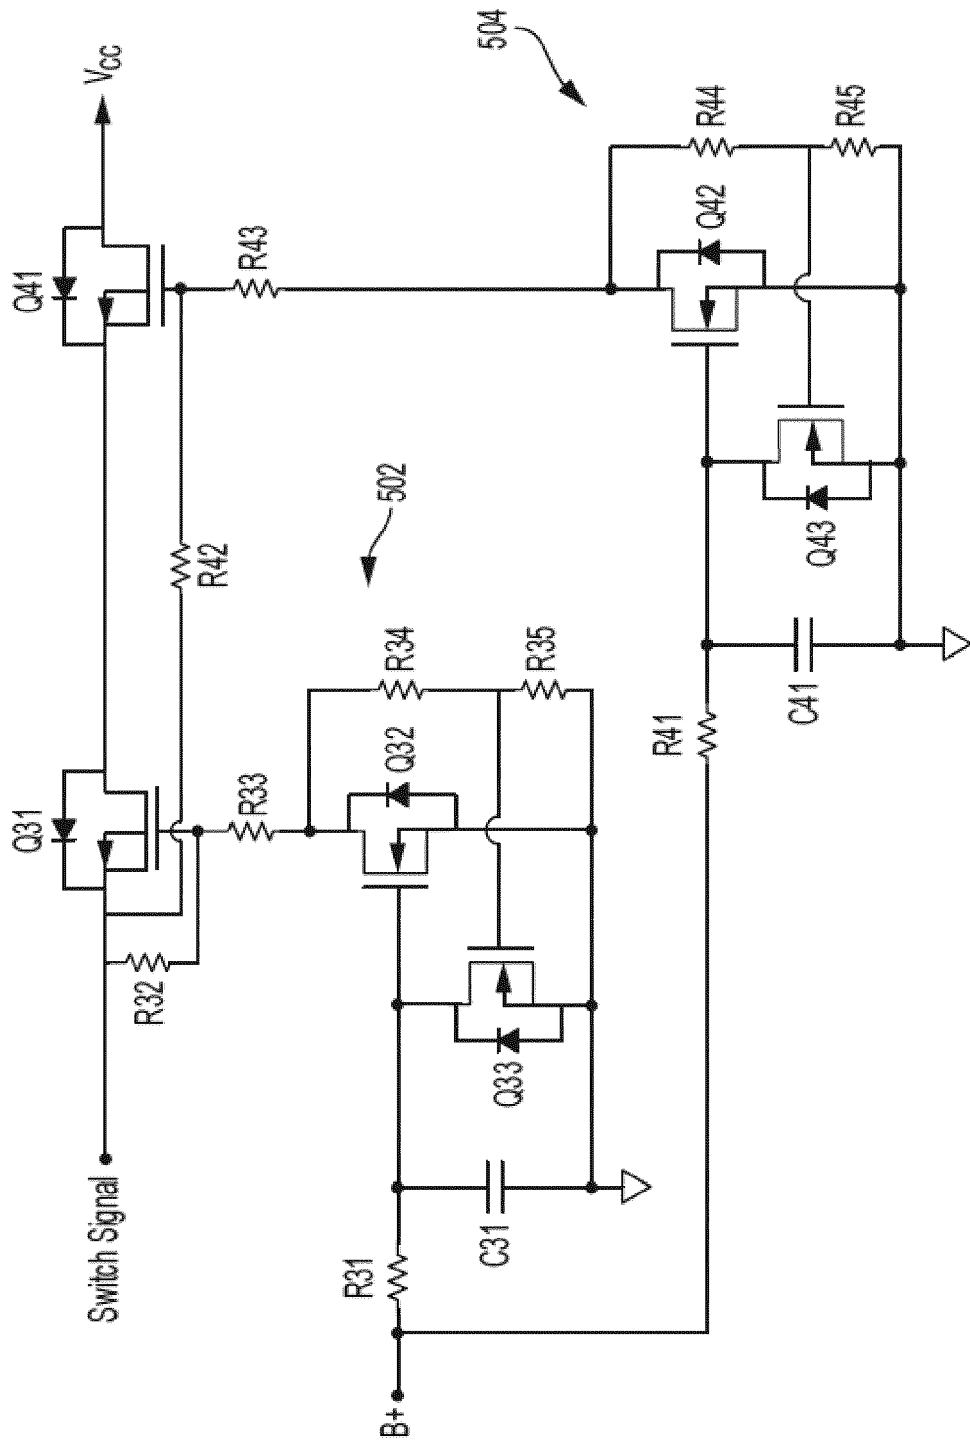 Switch Signal
R32
Q31
R42
Q41
Vcc
R33
R43
502
504
B+
R31
C31
Q33
Q32
R34
R35
R41
C41
Q43
Q42
R44
R45